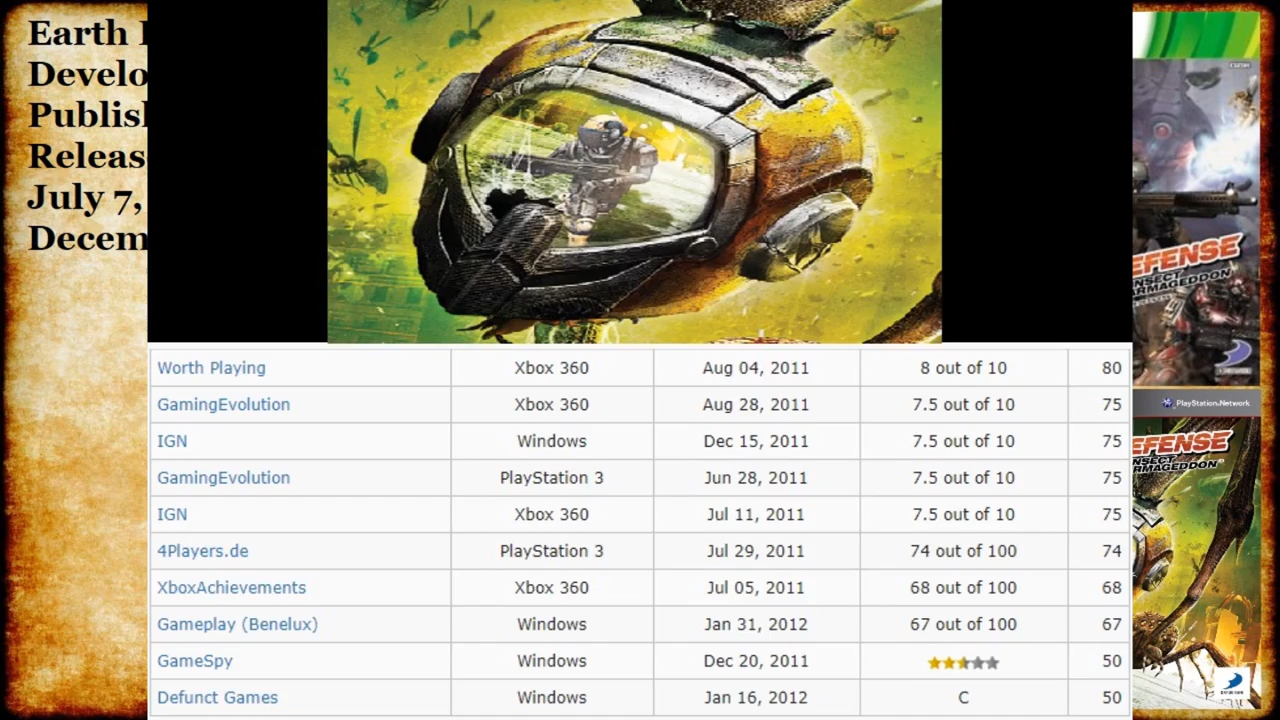 Earth
Develo
Publis
Releas
July 7,
Decem
EFENSE
INSECT
ARMAGEDDON
PlayStation Network
EFENSE
INSECT
ARMAGEDDON
Worth Playing Xbox 360 Aug 04, 2011 8 out of 10 80
GamingEvolution Xbox 360 Aug 28, 2011 7.5 out of 10 75
IGN Windows Dec 15, 2011 7.5 out of 10 75
GamingEvolution PlayStation 3 Jun 28, 2011 7.5 out of 10 75
IGN Xbox 360 Jul 11, 2011 7.5 out of 10 75
4Players.de PlayStation 3 Jul 29, 2011 74 out of 100 74
XboxAchievements Xbox 360 Jul 05, 2011 68 out of 100 68
Gameplay (Benelux) Windows Jan 31, 2012 67 out of 100 67
GameSpy Windows Dec 20, 2011 50
Defunct Games Windows Jan 16, 2012 C 50